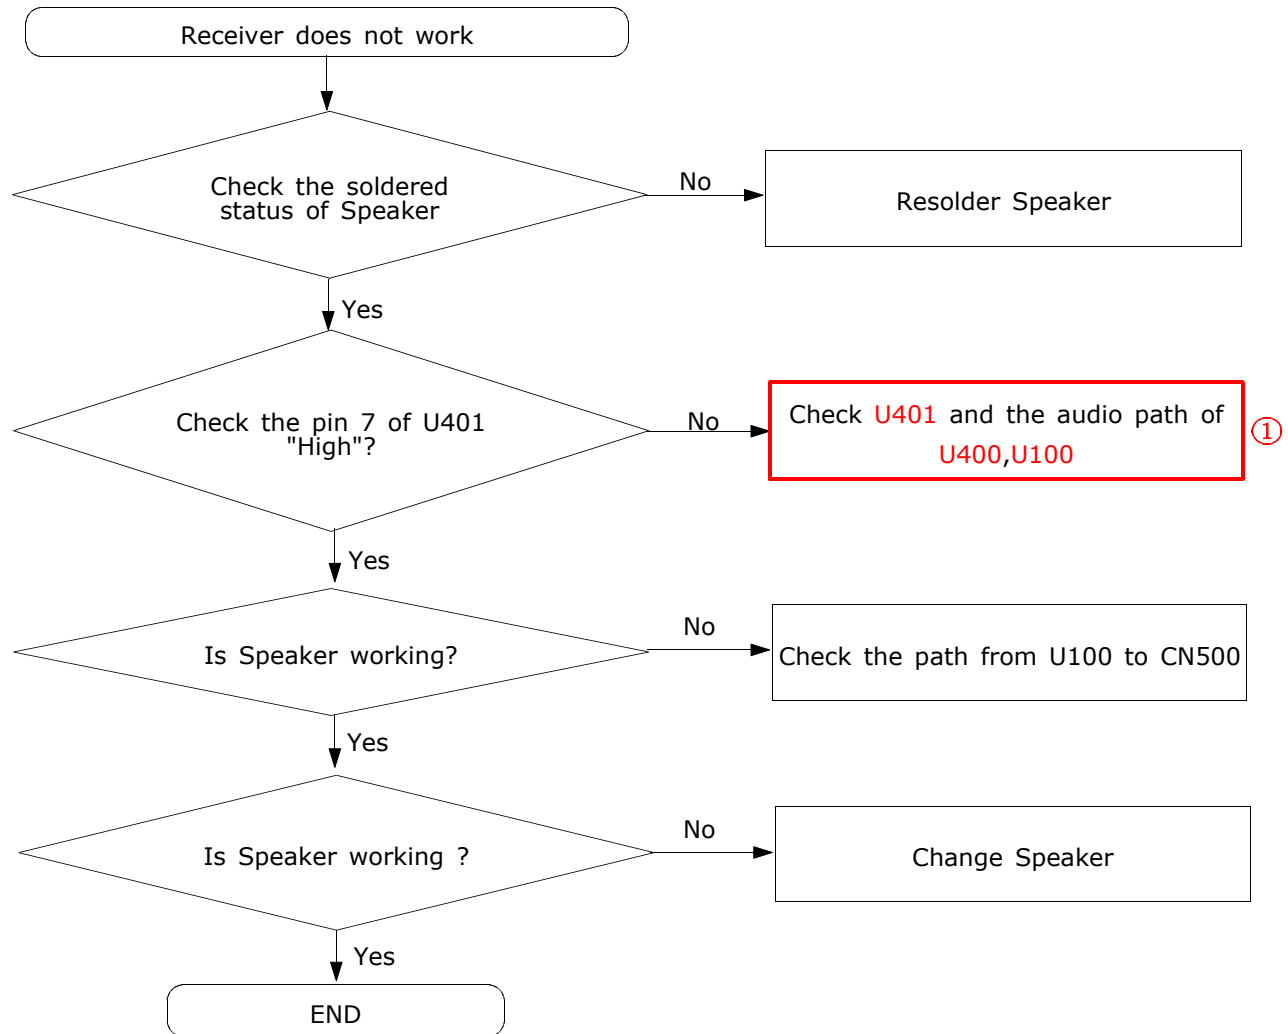 Receiver does not work
Check the soldered
status of Speaker
No
Resolder Speaker
Yes
Check the pin 7 of U401
"High"?
No
Check U401 and the audio path of
U400,U100
①
Yes
Is Speaker working?
No
Check the path from U100 to CN500
Yes
Is Speaker working ?
No
Change Speaker
Yes
END